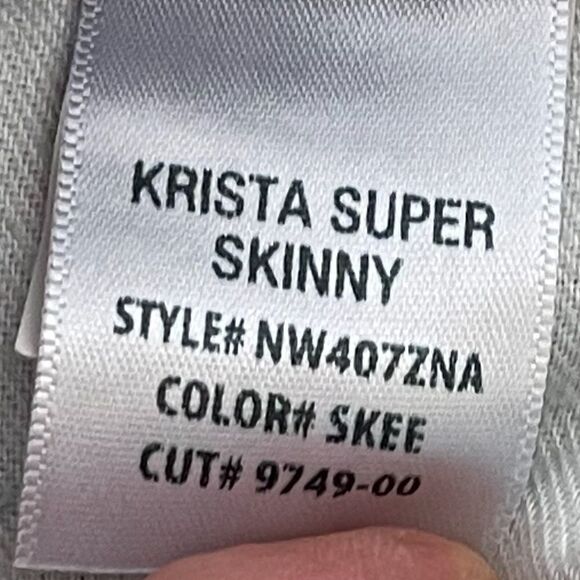 KRISTA SUPER
SKINNY
STYLE# NW407ZNA
COLOR# SKEE
CUT# 9749-00